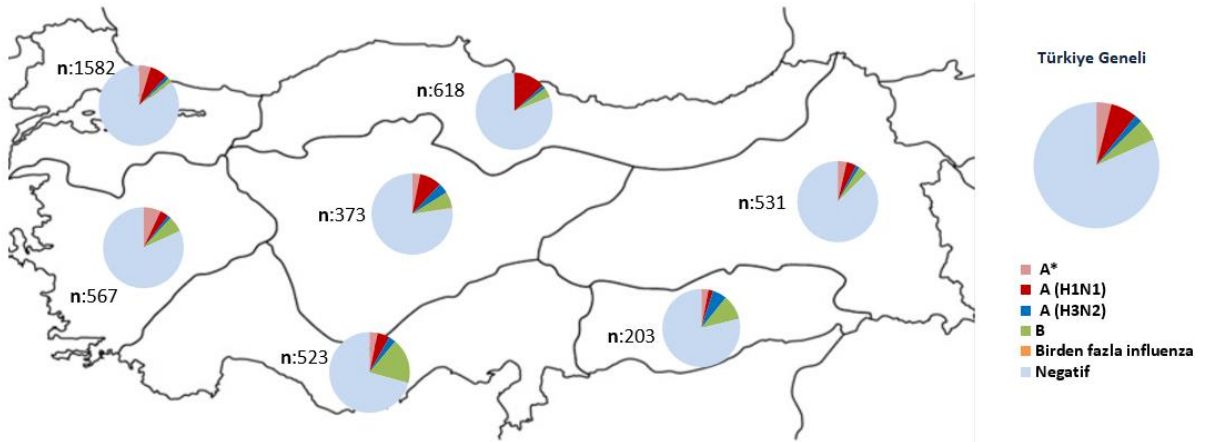 n:1582
n:618
n:373
n:531
n:567
n:523
n:203
Türkiye Geneli
A*
A (H1N1)
A (H3N2)
B
Birden fazla influenza
Negatif